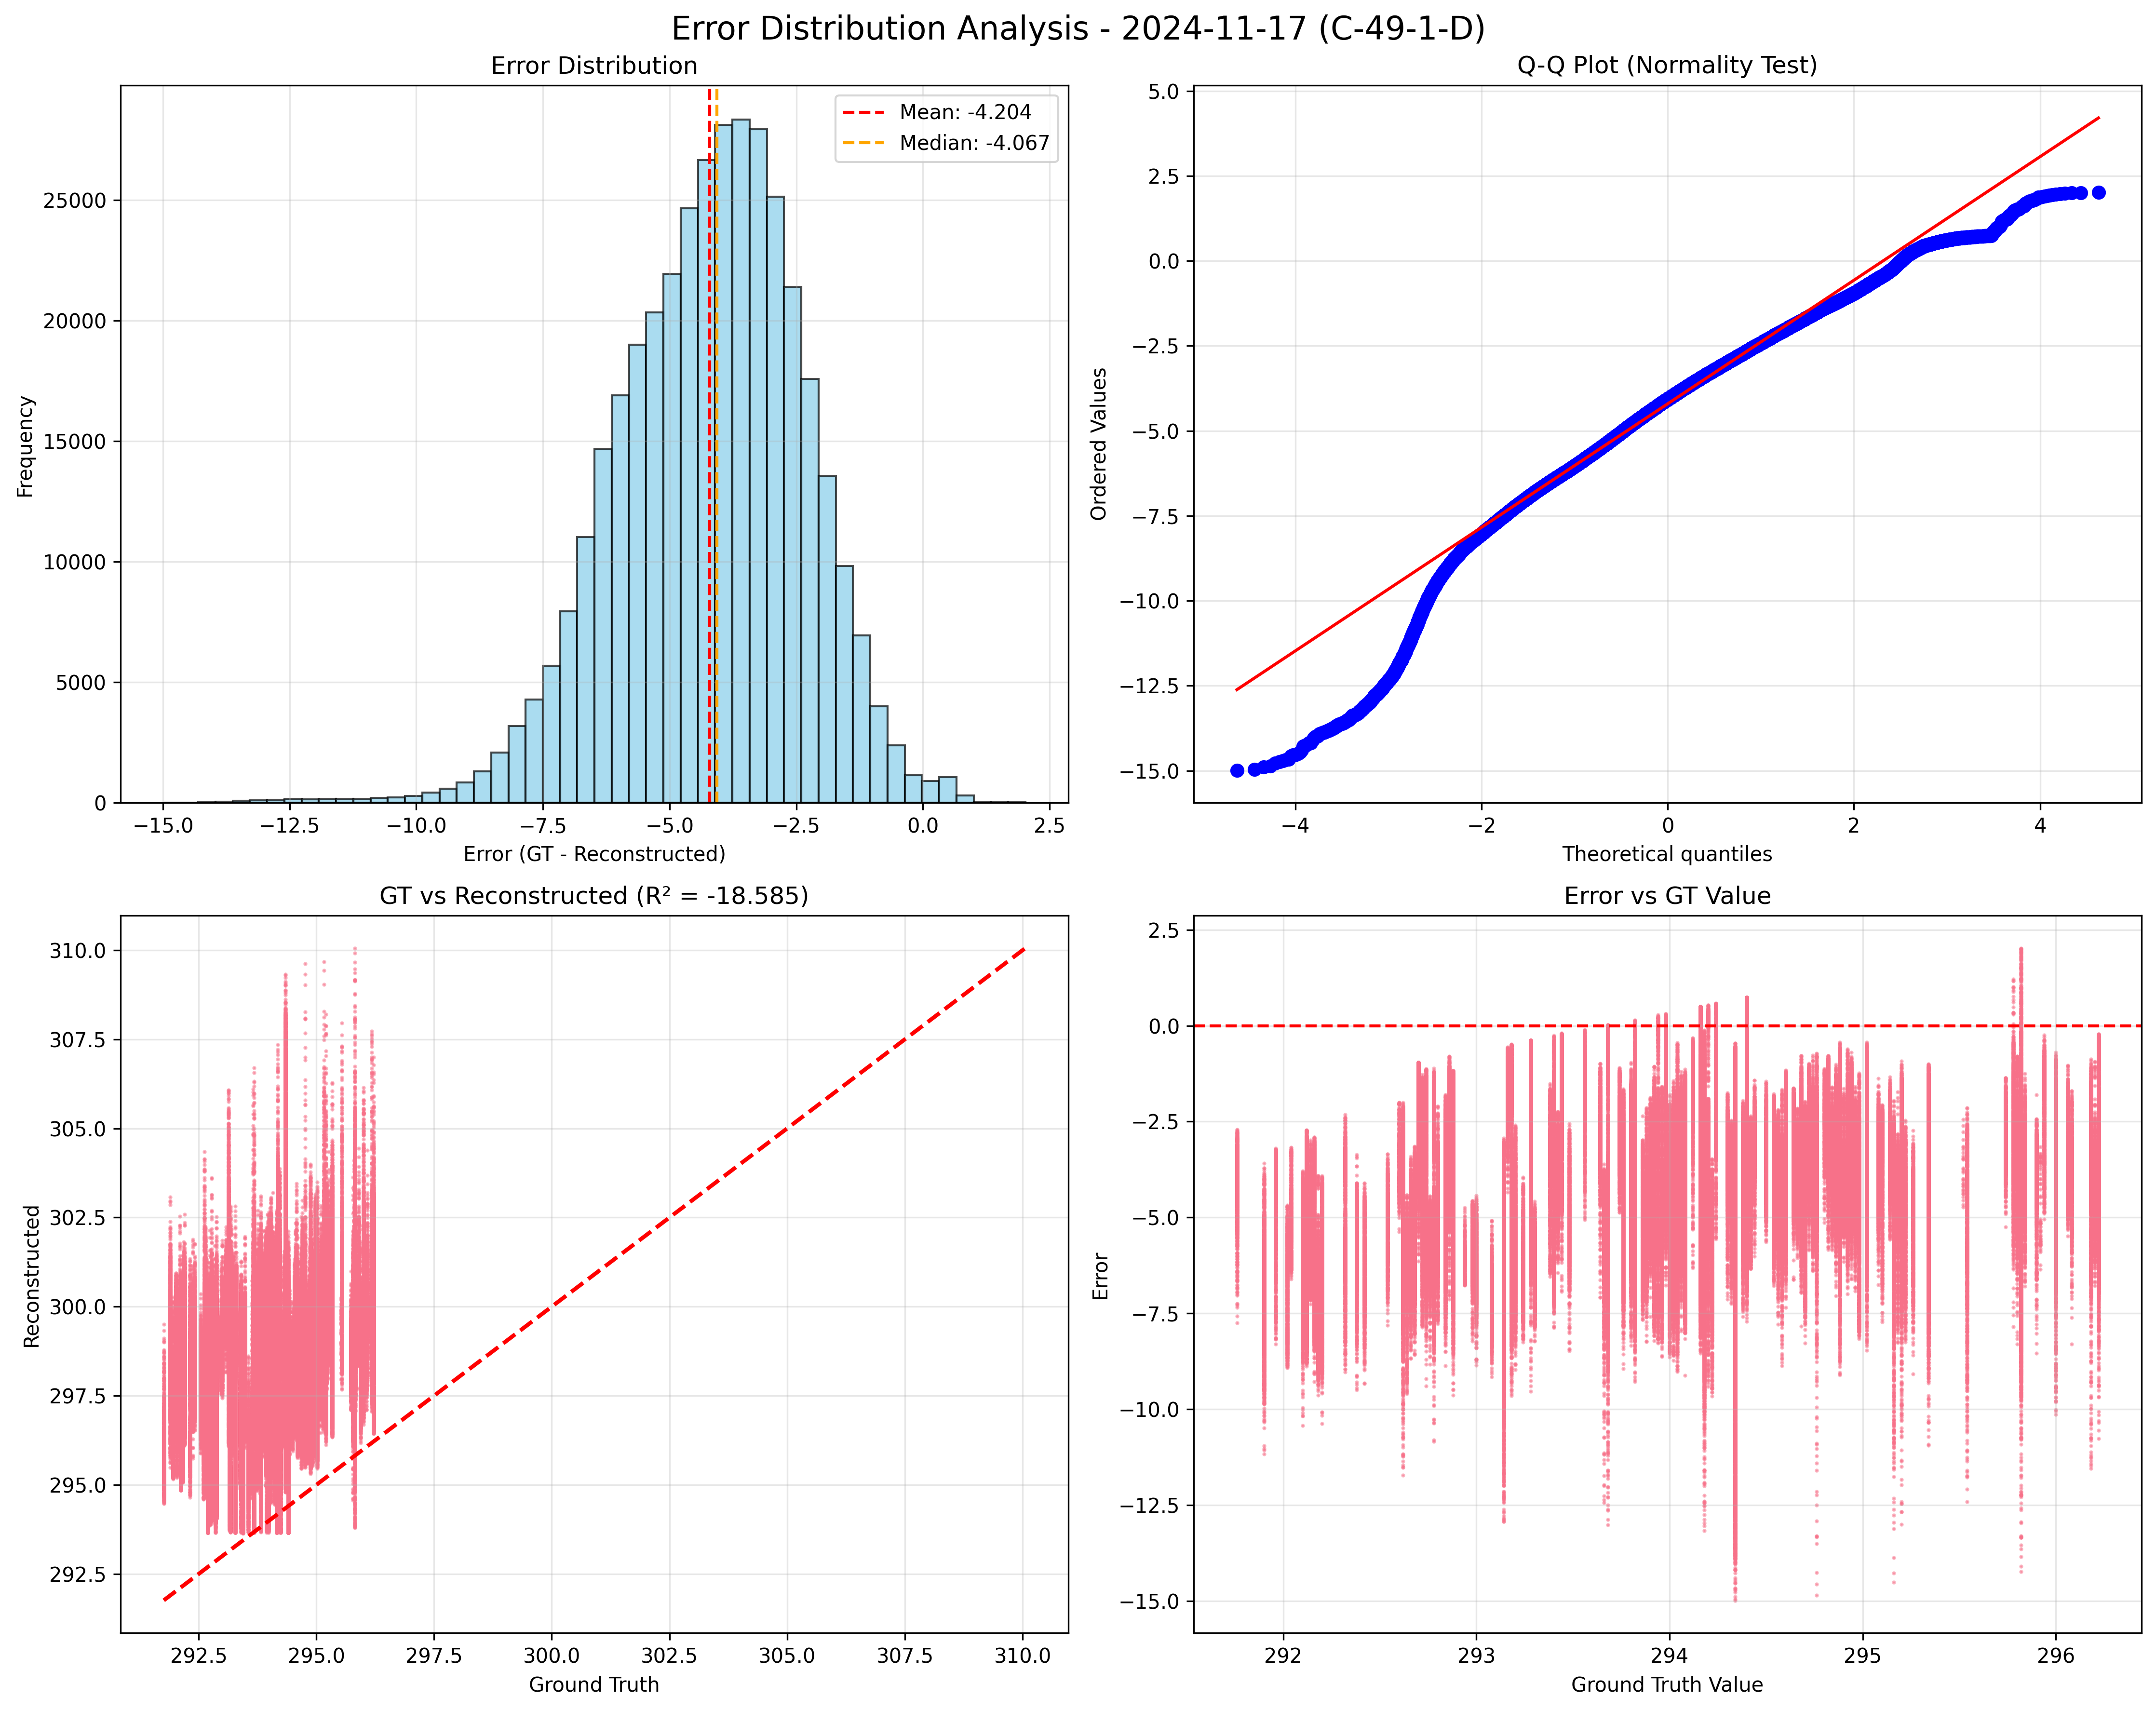 Error Distribution Analysis - 2024-11-17 (C-49-1-D)
Error Distribution
Mean: -4.204
Median: -4.067
Frequency
25000
20000
15000
10000
5000
0
−15.0 −12.5 −10.0 −7.5 −5.0 −2.5 0.0 2.5
Error (GT - Reconstructed)
Q-Q Plot (Normality Test)
Ordered Values
5.0
2.5
0.0
−2.5
−5.0
−7.5
−10.0
−12.5
−15.0
−4 −2 0 2 4
Theoretical quantiles
GT vs Reconstructed (R² = -18.585)
Reconstructed
310.0
307.5
305.0
302.5
300.0
297.5
295.0
292.5
292.5 295.0 297.5 300.0 302.5 305.0 307.5 310.0
Ground Truth
Error vs GT Value
Error
2.5
0.0
−2.5
−5.0
−7.5
−10.0
−12.5
−15.0
292 293 294 295 296
Ground Truth Value